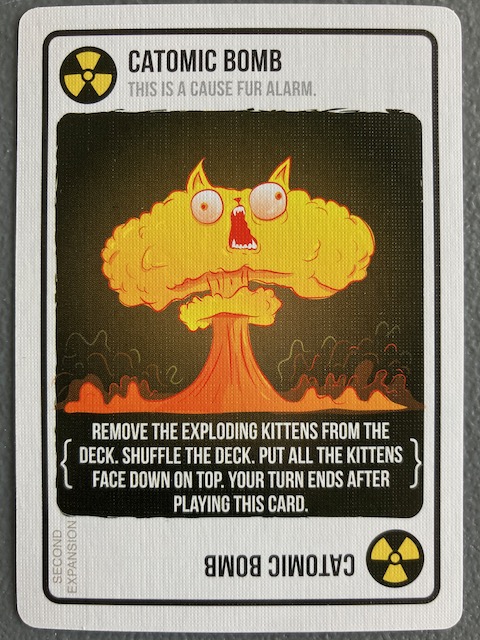 CATOMIC BOMB
THIS IS A CAUSE FUR ALARM.
REMOVE THE EXPLODING KITTENS FROM THE
DECK. SHUFFLE THE DECK. PUT ALL THE KITTENS
FACE DOWN ON TOP. YOUR TURN ENDS AFTER
PLAYING THIS CARD.
SECOND
EXPANSION
CATOMIC BOMB